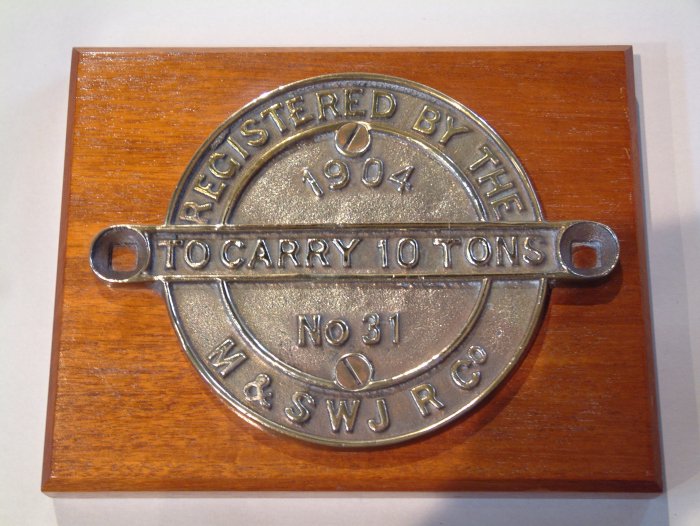 REGISTERED BY THE
1904
TO CARRY 10 TONS
No 31
M & SWJ R Co